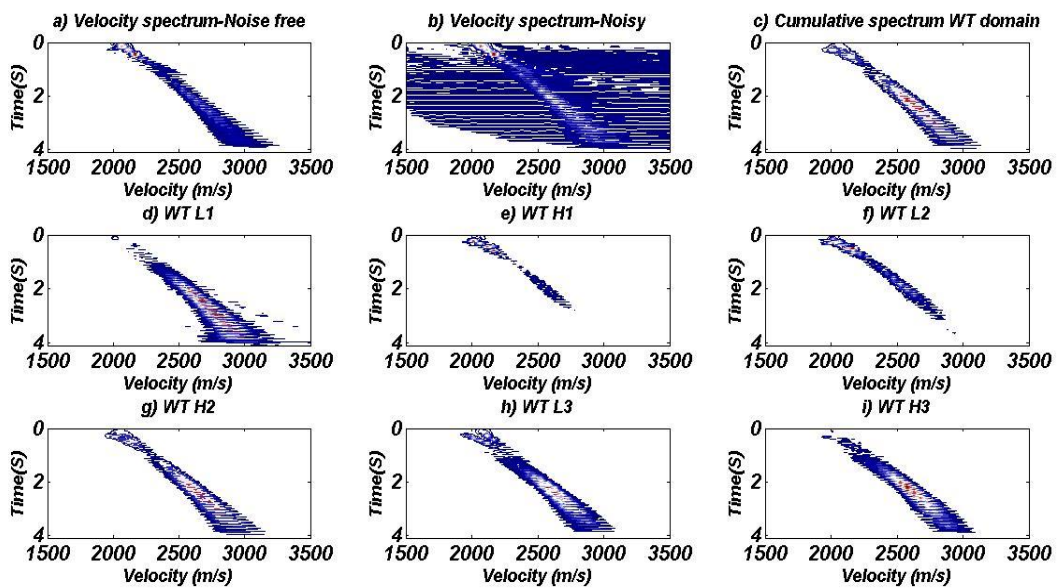 a) Velocity spectrum-Noise free
b) Velocity spectrum-Noisy
c) Cumulative spectrum WT domain
0
2
4
Time(S)
1500 2000 2500 3000 3500
Velocity (m/s)
0
2
4
Time(S)
1500 2000 2500 3000 3500
Velocity (m/s)
0
2
4
Time(S)
1500 2000 2500 3000 3500
Velocity (m/s)
d) WT L1
e) WT H1
f) WT L2
0
2
4
Time(S)
1500 2000 2500 3000 3500
Velocity (m/s)
0
2
4
Time(S)
1500 2000 2500 3000 3500
Velocity (m/s)
0
2
4
Time(S)
1500 2000 2500 3000 3500
Velocity (m/s)
g) WT H2
h) WT L3
i) WT H3
0
2
4
Time(S)
1500 2000 2500 3000 3500
Velocity (m/s)
0
2
4
Time(S)
1500 2000 2500 3000 3500
Velocity (m/s)
0
2
4
Time(S)
1500 2000 2500 3000 3500
Velocity (m/s)